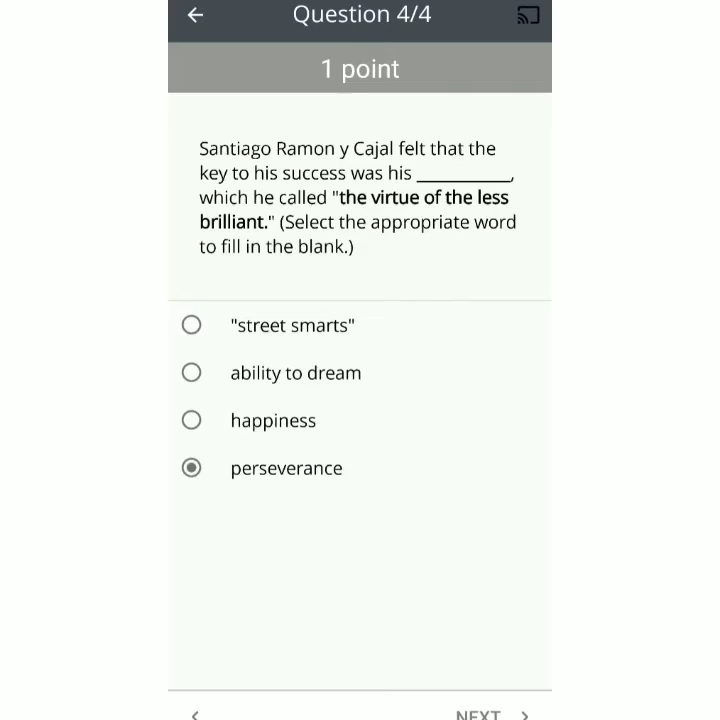 Question 4/4
1 point
Santiago Ramon y Cajal felt that the
key to his success was his __________,
which he called "the virtue of the less
brilliant." (Select the appropriate word
to fill in the blank.)
"street smarts"
ability to dream
happiness
perseverance
NEXT